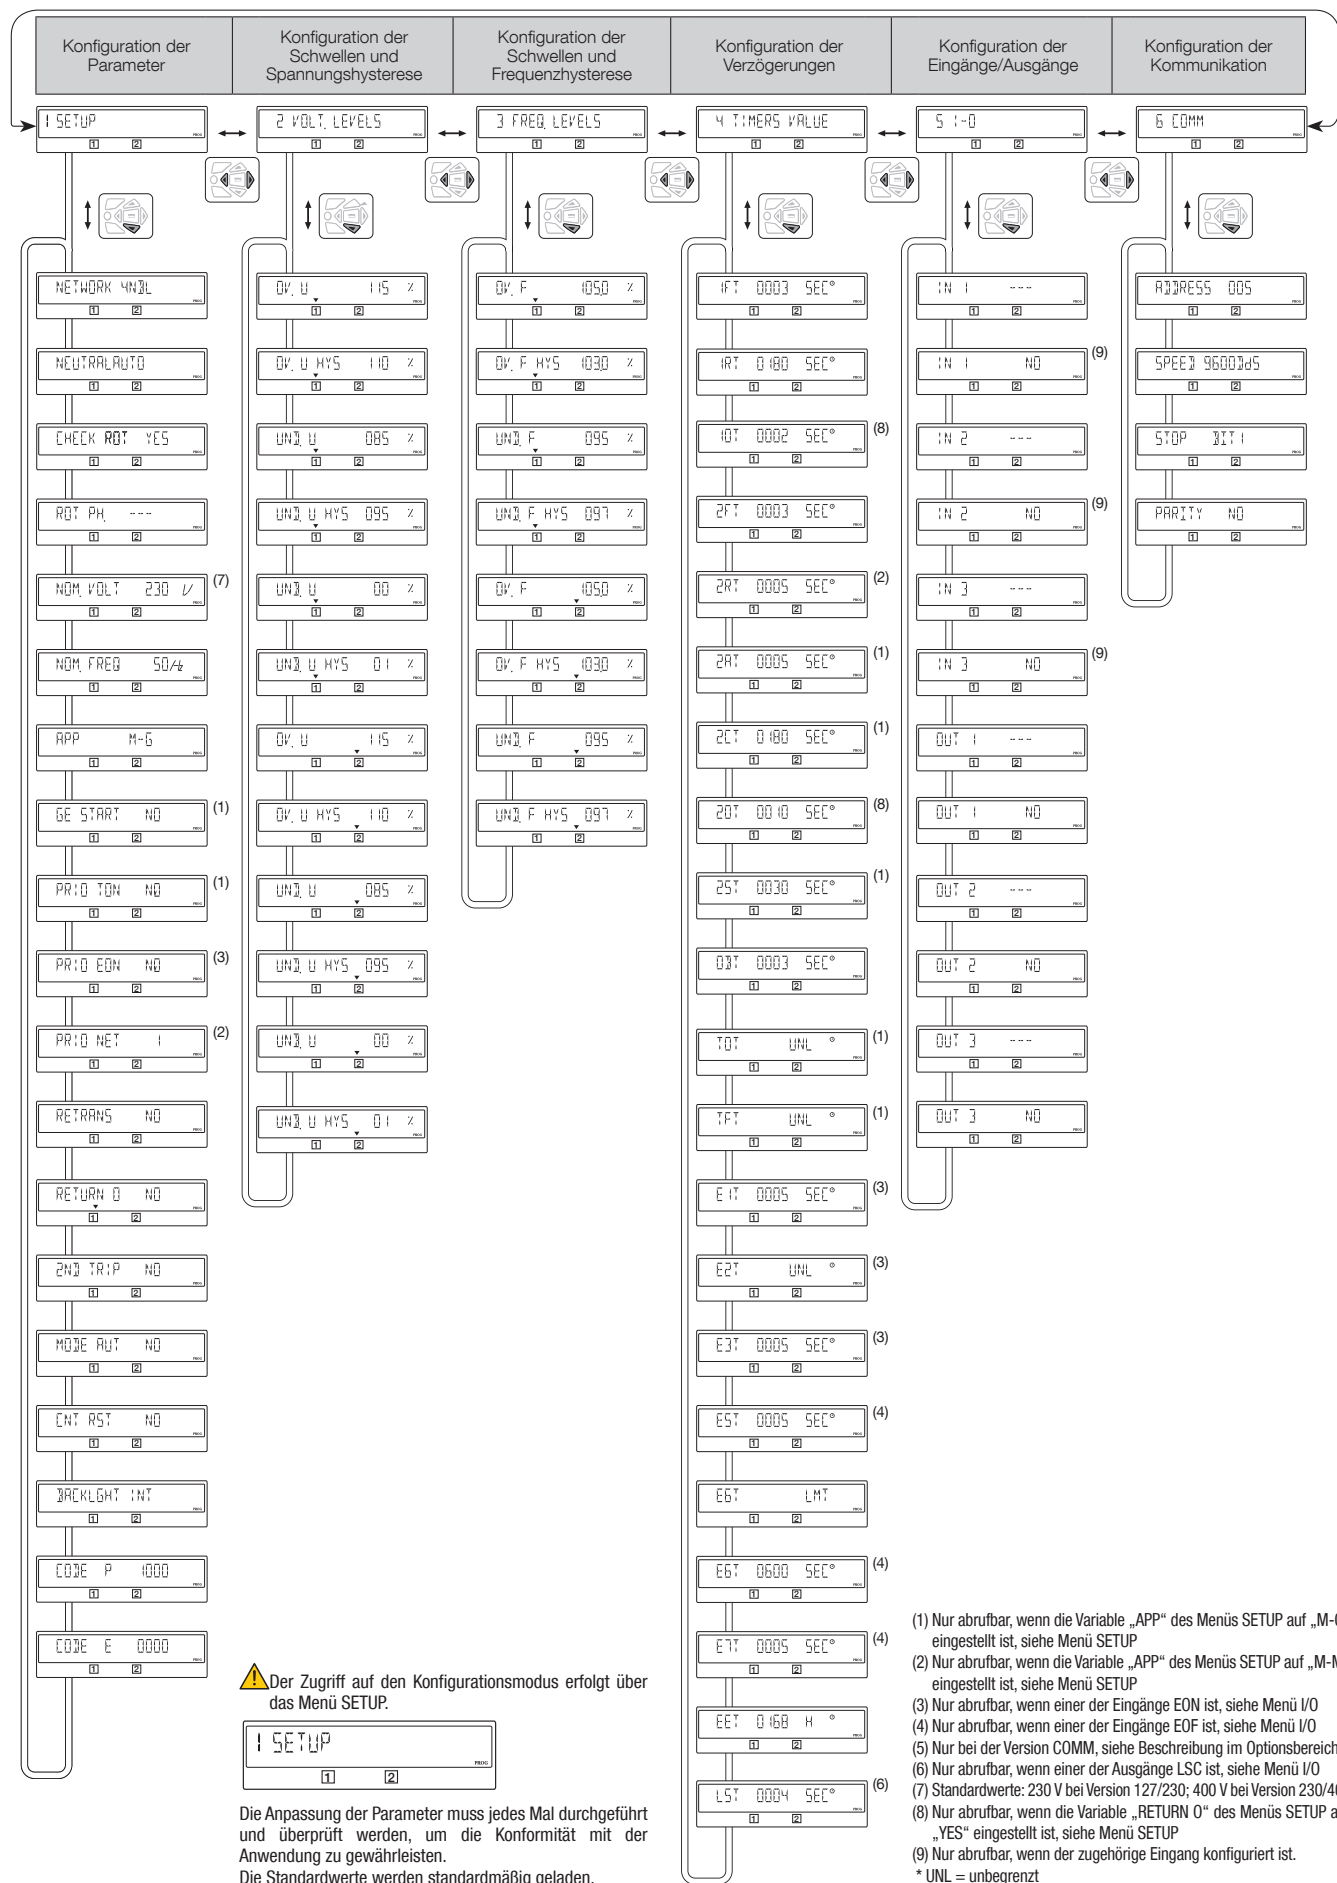 Konfiguration der
Parameter
Konfiguration der
Schwellen und
Spannungshysterese
Konfiguration der
Schwellen und
Frequenzhysterese
Konfiguration der
Verzögerungen
Konfiguration der
Eingänge/Ausgänge
Konfiguration der
Kommunikation
1 SETUP
2 VOLT. LEVELS
3 FREQ. LEVELS
4 TIMERS VALUE
5 I-O
6 COMM
NETWORK 4NBL
NEUTRALAUTO
CHECK ROT YES
ROT PH. ---
NOM. VOLT 230 V (7)
NOM. FREQ 50 Hz
APP M-G
GE START NO (1)
PRIO TON NO (1)
PRIO EON NO (3)
PRIO NET 1 (2)
RETRANS NO
RETURN 0 NO
2ND TRIP NO
MODE AUT NO
CNT RST NO
BACKLGHT INT
CODE P 1000
CODE E 0000
OV. U 115 %
OV. U HYS 110 %
UND. U 085 %
UND. U HYS 095 %
UND. U 00 %
UND. U HYS 01 %
OV. U 115 %
OV. U HYS 110 %
UND. U 085 %
UND. U HYS 095 %
UND. U 00 %
UND. U HYS 01 %
OV. F 105.0 %
OV. F HYS 103.0 %
UND. F 095 %
UND. F HYS 097 %
OV. F 105.0 %
OV. F HYS 103.0 %
UND. F 095 %
UND. F HYS 097 %
1FT 0003 SEC
1RT 0180 SEC
10T 0002 SEC (8)
2FT 0003 SEC
2RT 0005 SEC (2)
2AT 0005 SEC (1)
2CT 0180 SEC (1)
20T 0010 SEC (8)
2ST 0030 SEC (1)
0BT 0003 SEC
TOT UNL (1)
TFT UNL (1)
E1T 0005 SEC (3)
E2T UNL (3)
E3T 0005 SEC (3)
E5T 0005 SEC (4)
E6T LMT
E6T 0600 SEC (4)
E7T 0005 SEC (4)
EET 0168 H
LST 0004 SEC (6)
IN 1 ---
IN 1 NO (9)
IN 2 ---
IN 2 NO (9)
IN 3 ---
IN 3 NO (9)
OUT 1 ---
OUT 1 NO
OUT 2 ---
OUT 2 NO
OUT 3 ---
OUT 3 NO
ADDRESS 005
SPEED 9600BdS
STOP BIT1
PARITY NO
Der Zugriff auf den Konfigurationsmodus erfolgt über
das Menü SETUP.
1 SETUP
PROG
1 2
Die Anpassung der Parameter muss jedes Mal durchgeführt
und überprüft werden, um die Konformität mit der
Anwendung zu gewährleisten.
Die Standardwerte werden standardmäßig geladen.
(1) Nur abrufbar, wenn die Variable „APP“ des Menüs SETUP auf „M-
eingestellt ist, siehe Menü SETUP
(2) Nur abrufbar, wenn die Variable „APP“ des Menüs SETUP auf „M-
eingestellt ist, siehe Menü SETUP
(3) Nur abrufbar, wenn einer der Eingänge EON ist, siehe Menü I/O
(4) Nur abrufbar, wenn einer der Eingänge EOF ist, siehe Menü I/O
(5) Nur bei der Version COMM, siehe Beschreibung im Optionsbereich
(6) Nur abrufbar, wenn einer der Ausgänge LSC ist, siehe Menü I/O
(7) Standardwerte: 230 V bei Version 127/230; 400 V bei Version
(8) Nur abrufbar, wenn die Variable „RETURN 0“ des Menüs SETUP
„YES“ eingestellt ist, siehe Menü SETUP
(9) Nur abrufbar, wenn der zugehörige Eingang konfiguriert ist.
* UNL = unbegrenzt